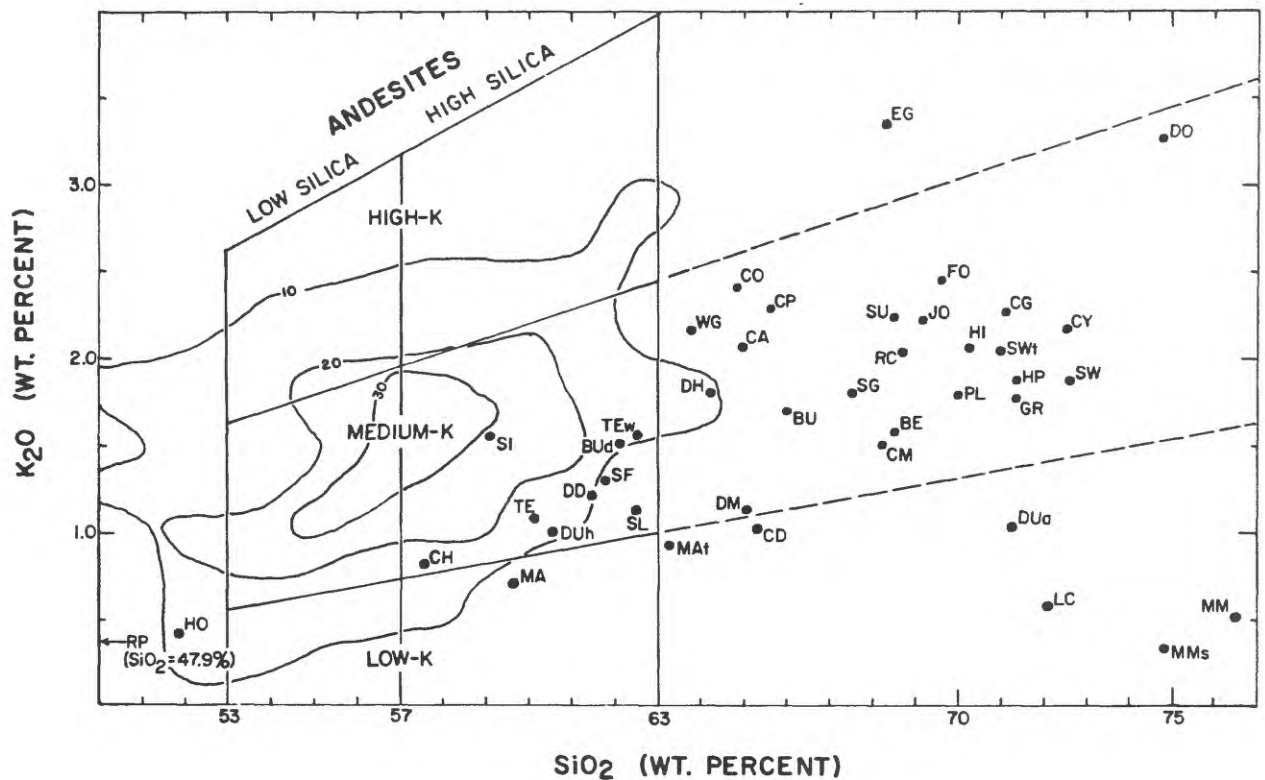 ANDESITES
LOW SILICA
HIGH SILICA
EG
DO
3.0
HIGH-K
10
CO
CP
FO
SU
JO
CG
WG
CA
HI
CY
SWt
RC
2.0
20
30
DH
SG
PL
HP
SW
GR
MEDIUM-K
SI
TEw
BUd
BU
BE
CM
SF
DD
TE
DUh
SL
DM
CD
DUa
1.0
CH
MA
MAt
LC
MM
HO
RP
(SiO2=47.9%)
LOW-K
MMs
53
57
63
70
75
K2O (WT. PERCENT)
SiO2 (WT. PERCENT)